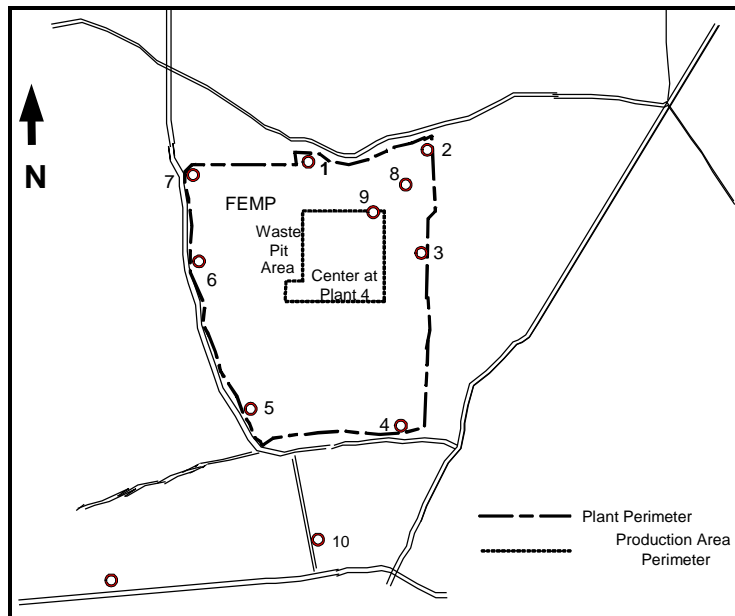 N
1
2
7
8
FEMP
9
Waste
Pit
Area
3
6
Center at
Plant 4
5
4
10
Plant Perimeter
Production Area
Perimeter